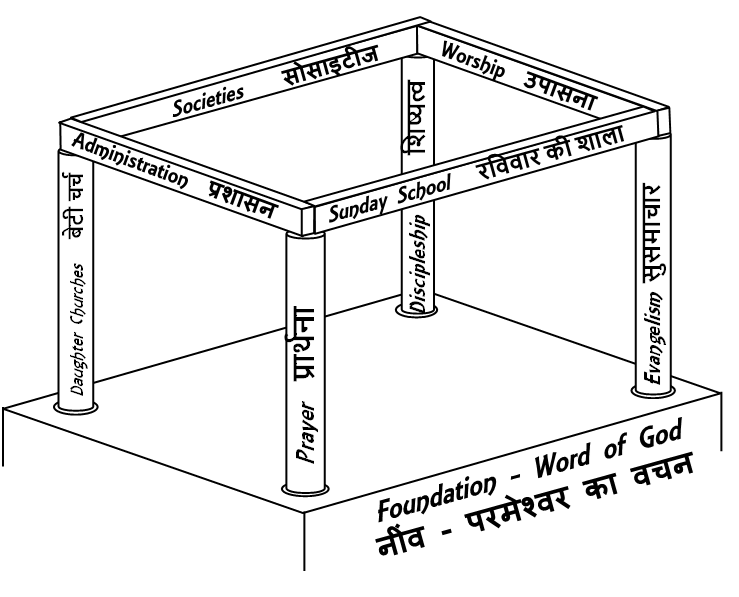 Societies सोसाइटीज
Worship उपासना
Administration प्रशासन
Sunday School रविवार की शाला
Daughter Churches बेटी चर्च
Prayer प्रार्थना
Discipleship शिष्यत्व
Evangelism सुसमाचार
Foundation - Word of God
नींव - परमेश्वर का वचन